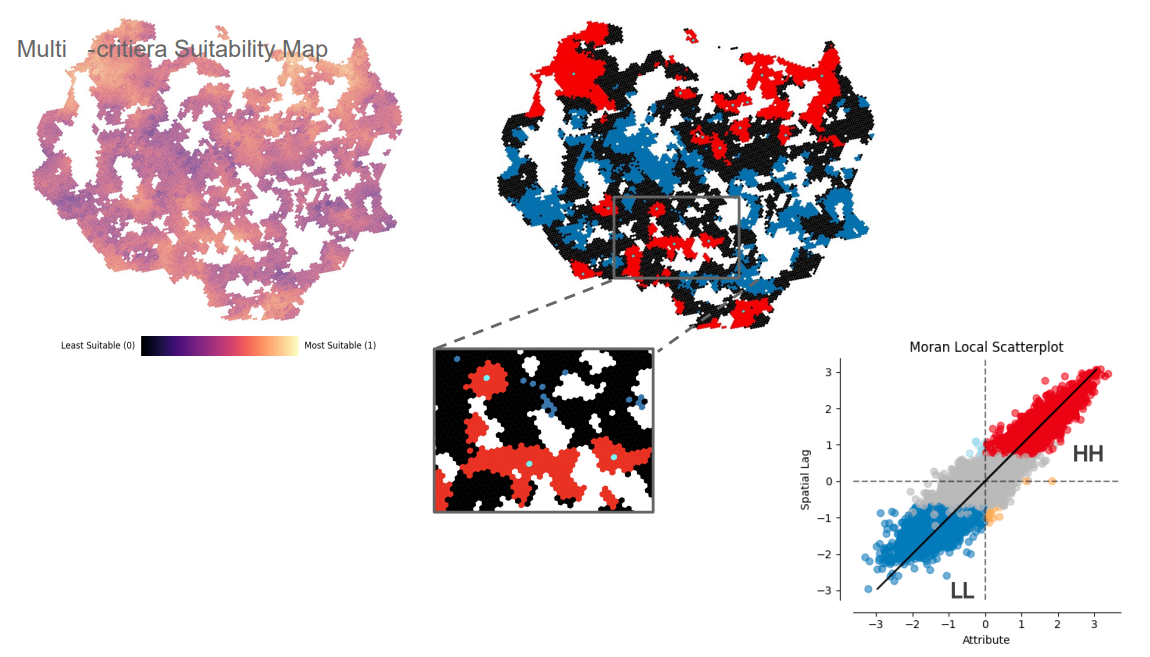 Multi -critiera Suitability Map
Least Suitable (0)
Most Suitable (1)
Moran Local Scatterplot
3
2
1
0
−1
−2
−3
Spatial Lag
HH
LL
−3 −2 −1 0 1 2 3
Attribute